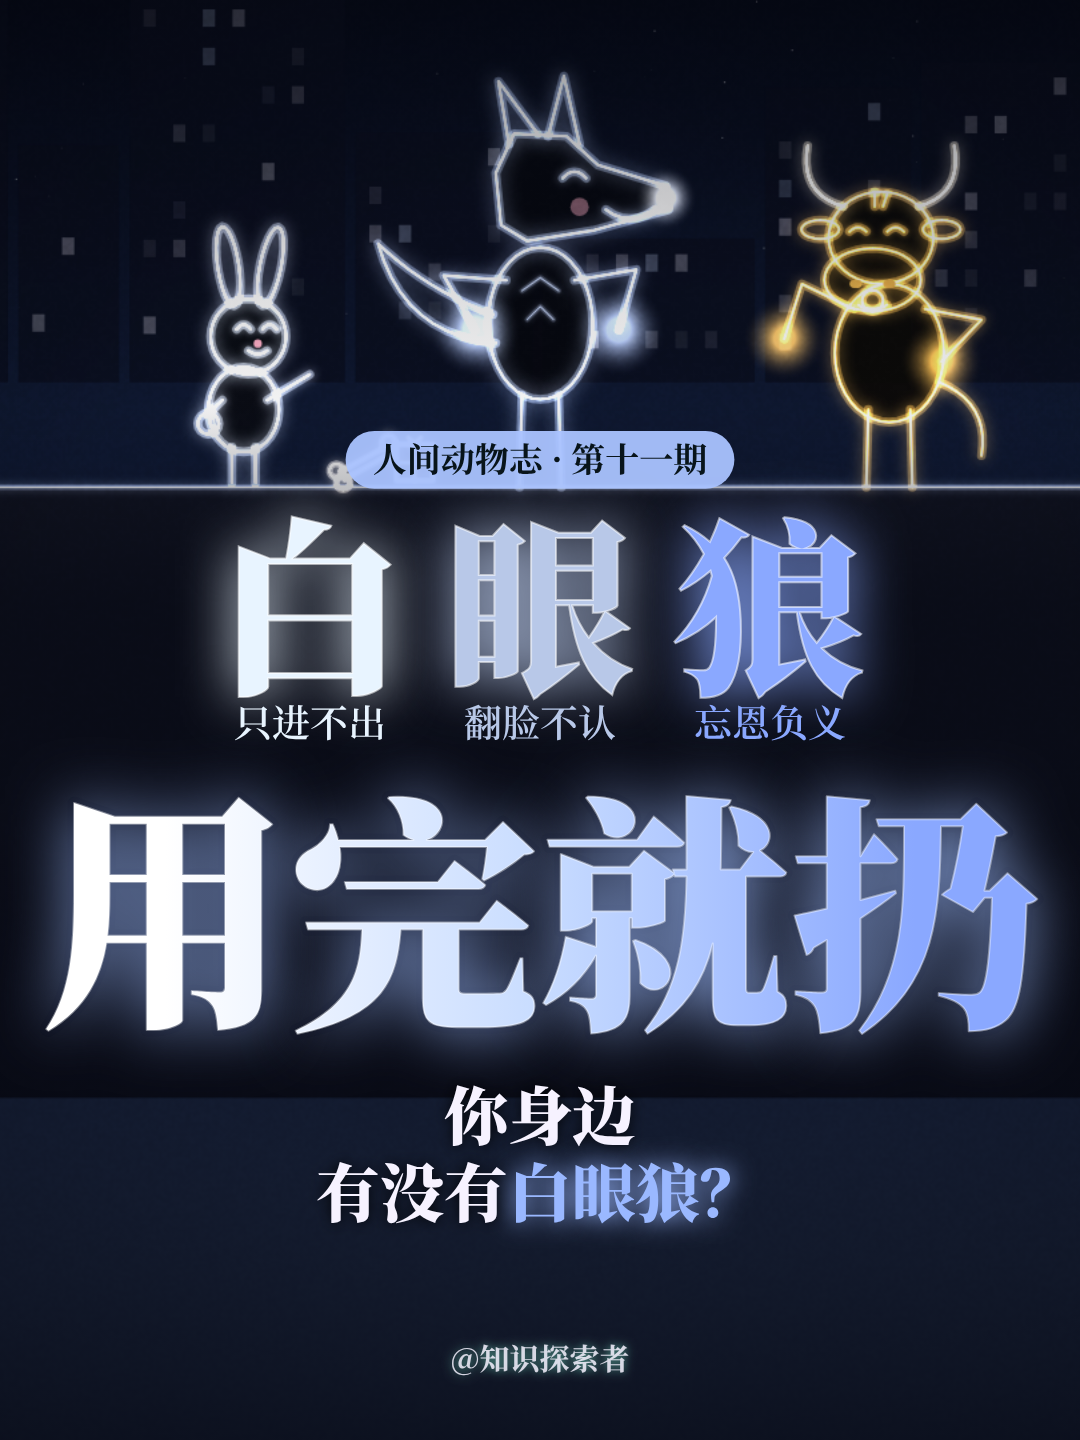 人间动物志·第十一期
白眼狼
只进不出 翻脸不认 忘恩负义
用完就扔
你身边
有没有白眼狼？
@知识探索者